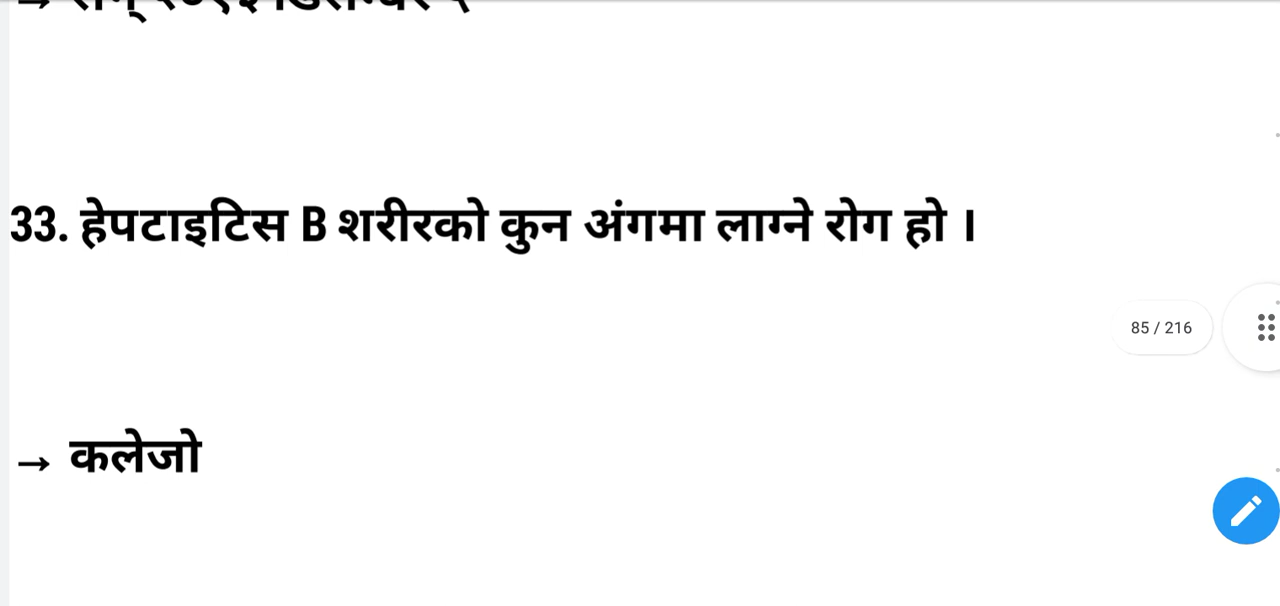 33. हेपटाइटिस B शरीरको कुन अंगमा लाग्ने रोग हो ।
85 / 216
→ कलेजो